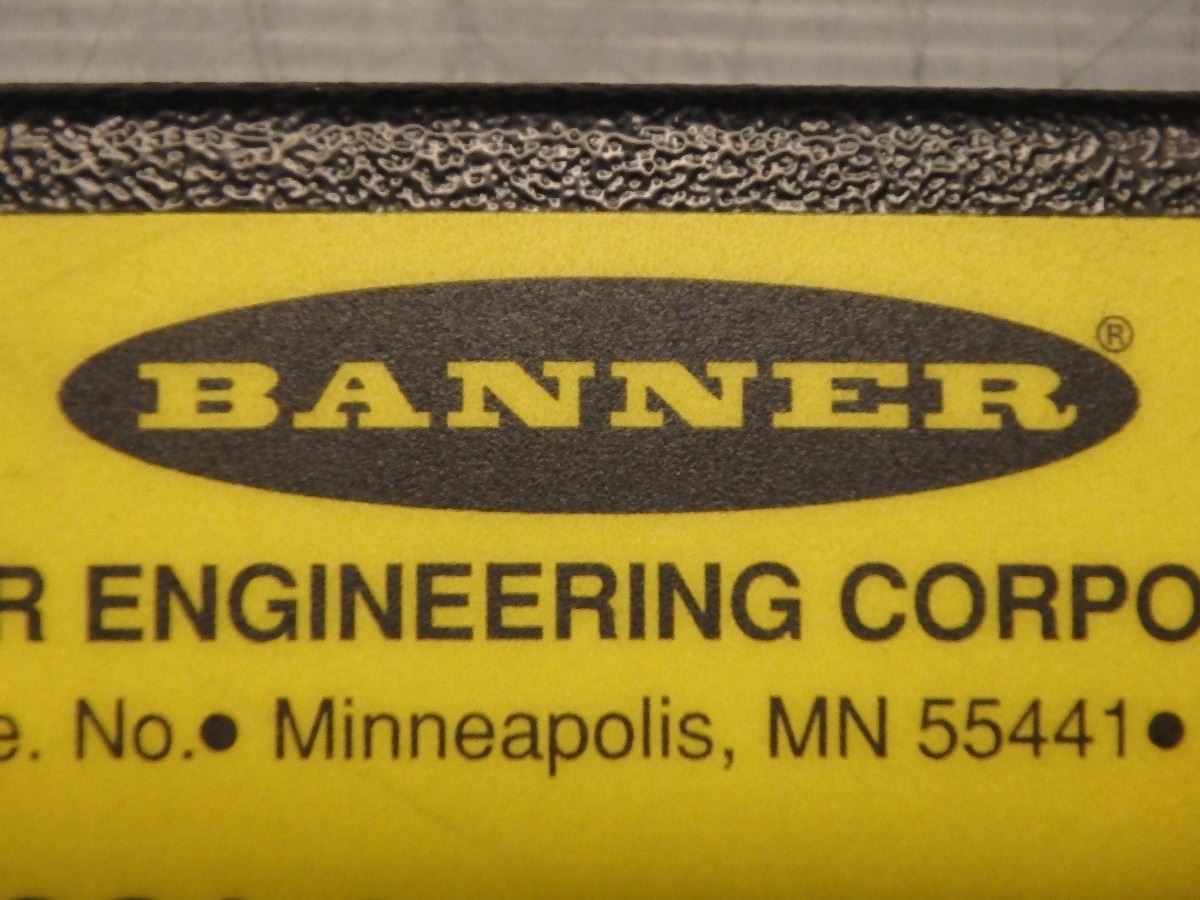 BANNER®
R ENGINEERING CORPO
e. No.• Minneapolis, MN 55441•